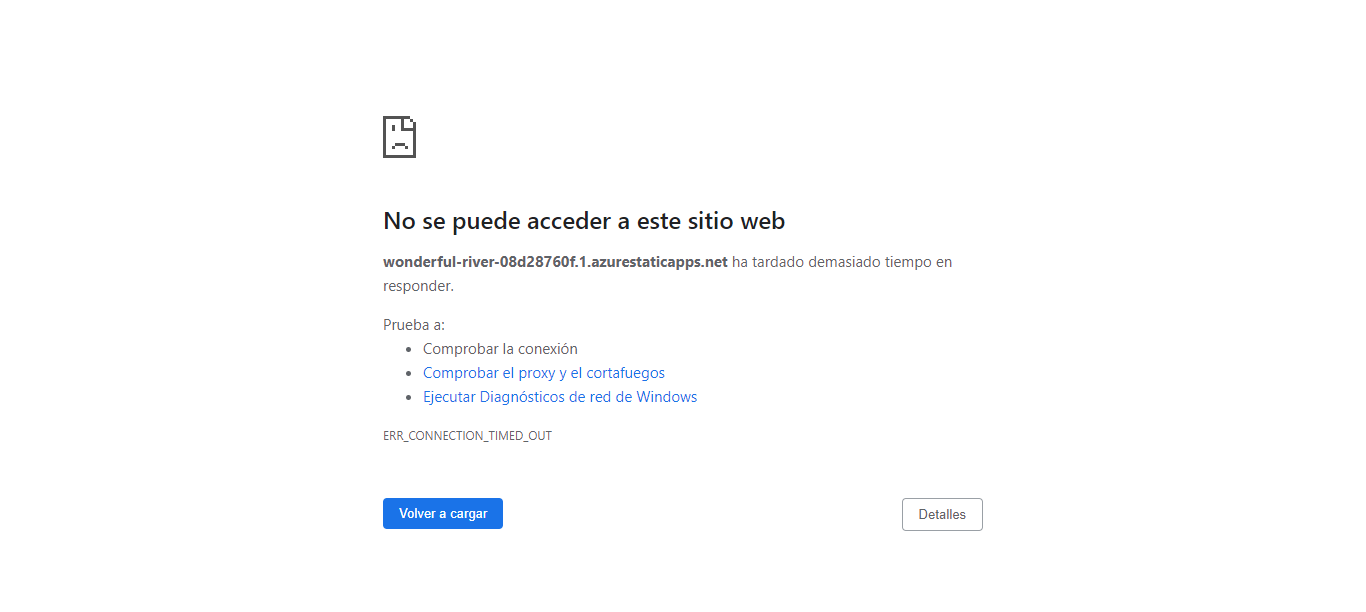 No se puede acceder a este sitio web
wonderful-river-08d28760f.1.azurestaticapps.net ha tardado demasiado tiempo en
responder.
Prueba a:
Comprobar la conexión
Comprobar el proxy y el cortafuegos
Ejecutar Diagnósticos de red de Windows
ERR_CONNECTION_TIMED_OUT
Volver a cargar
Detalles